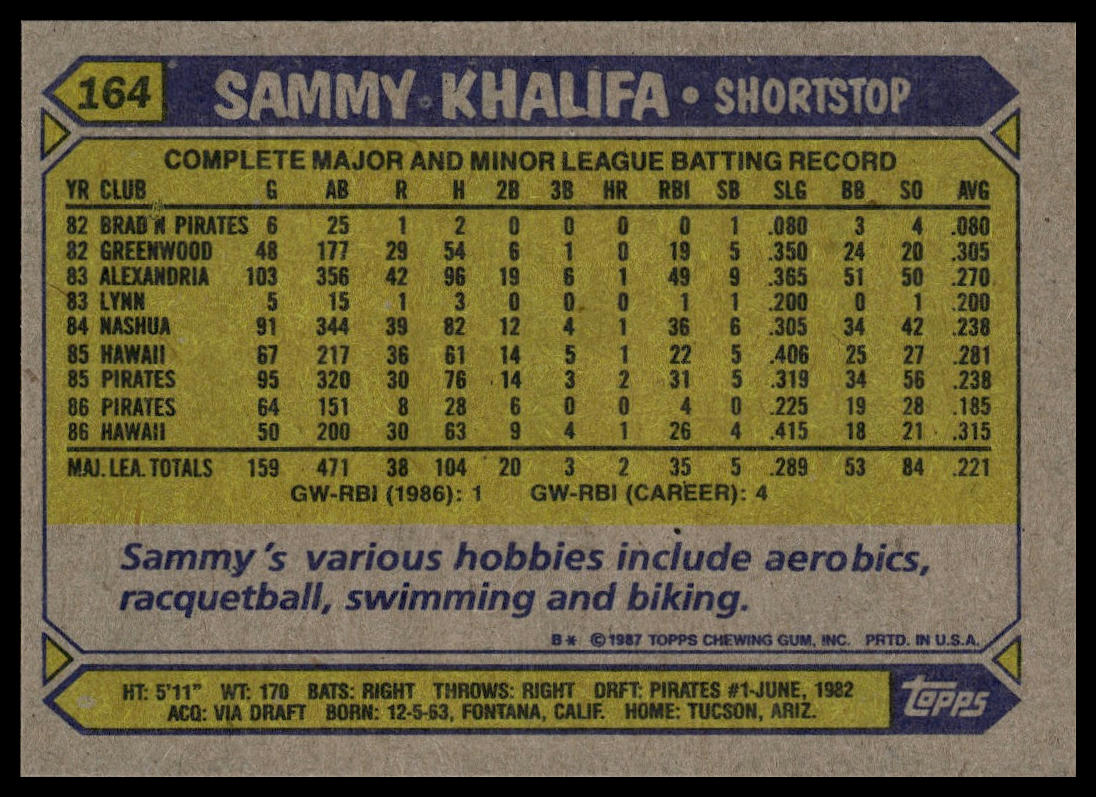 164 SAMMY KHALIFA • SHORTSTOP
COMPLETE MAJOR AND MINOR LEAGUE BATTING RECORD
YR CLUB G AB R H 2B 3B HR RBI SB SLG BB SO AVG
82 BRAD'N PIRATES 6 25 1 2 0 0 0 0 1 .080 3 4 .080
82 GREENWOOD 48 177 29 54 6 1 0 19 5 .350 24 20 .305
83 ALEXANDRIA 103 356 42 96 19 6 1 49 9 .365 51 50 .270
83 LYNN 5 15 1 3 0 0 0 1 1 .200 0 1 .200
84 NASHUA 91 344 39 82 12 4 1 36 6 .305 34 42 .238
85 HAWAII 67 217 36 61 14 5 1 22 5 .406 25 27 .281
85 PIRATES 95 320 30 76 14 3 2 31 5 .319 34 56 .238
86 PIRATES 64 151 8 28 6 0 0 4 0 .225 19 28 .185
86 HAWAII 50 200 30 63 9 4 1 26 4 .415 18 21 .315
MAJ. LEA. TOTALS 159 471 38 104 20 3 2 35 5 .289 53 84 .221
GW-RBI (1986): 1 GW-RBI (CAREER): 4
Sammy's various hobbies include aerobics,
racquetball, swimming and biking.
B* ©1987 TOPPS CHEWING GUM, INC. PRTD. IN U.S.A.
HT: 5'11" WT: 170 BATS: RIGHT THROWS: RIGHT DRFT: PIRATES #1-JUNE, 1982
ACQ: VIA DRAFT BORN: 12-5-63, FONTANA, CALIF. HOME: TUCSON, ARIZ.
topps